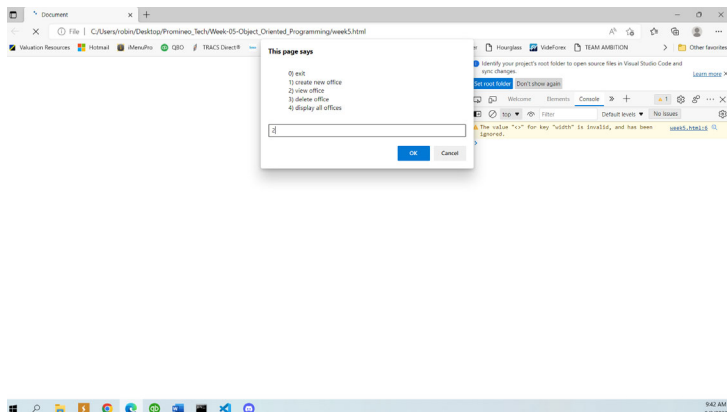 Document
File | C:/Users/robin/Desktop/Promineo_Tech/Week-05-Object_Oriented_Programming/week5.html
Valuation Resources Hotmail iMenuPro QBO TRACS Direct® Hourglass VideForex TEAM AMBITION Other favorites
This page says
0) exit
1) create new office
2) view office
3) delete office
4) display all offices
2
OK Cancel
Identify your project's root folder to open source files in Visual Studio Code and
sync changes.
Learn more
Set root folder Don't show again
Welcome Elements Console 1
top Filter Default levels No Issues
The value "<>" for key "width" is invalid, and has been week5.html:6
ignored.
9:42 AM